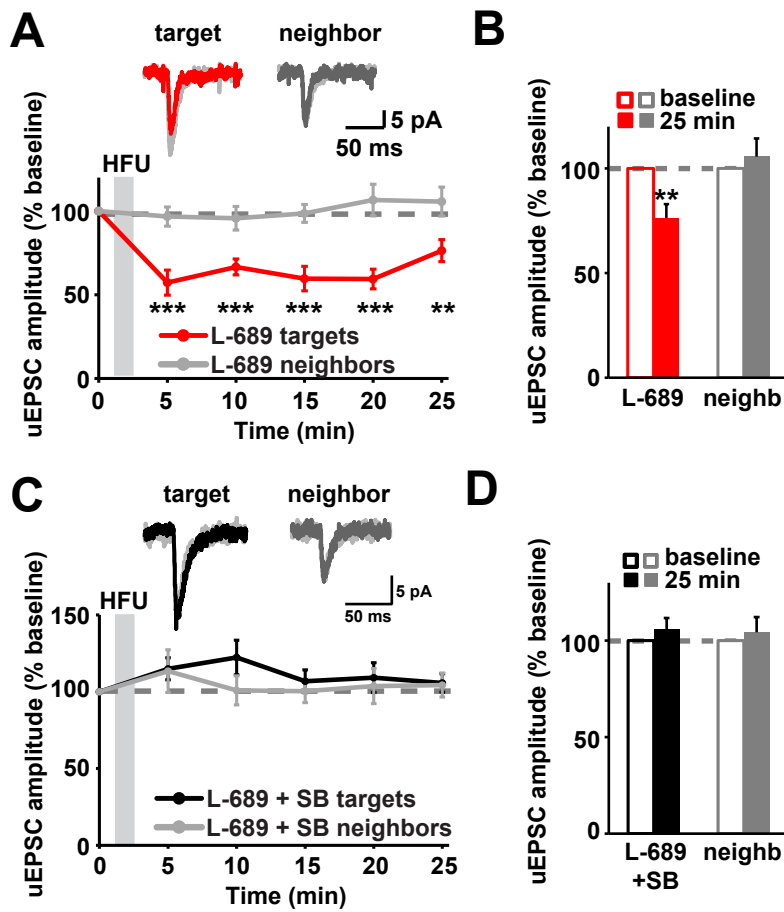 A
target
neighbor
5 pA
50 ms
HFU
uEPSC amplitude (% baseline)
100
50
0
*** *** *** *** **
L-689 targets
L-689 neighbors
0 5 10 15 20 25
Time (min)
B
baseline
25 min
uEPSC amplitude (% baseline)
100
50
0
**
L-689 neighb
C
target
neighbor
5 pA
50 ms
HFU
uEPSC amplitude (% baseline)
150
100
50
0
L-689 + SB targets
L-689 + SB neighbors
0 5 10 15 20 25
Time (min)
D
baseline
25 min
uEPSC amplitude (% baseline)
100
50
0
L-689 neighb
+SB